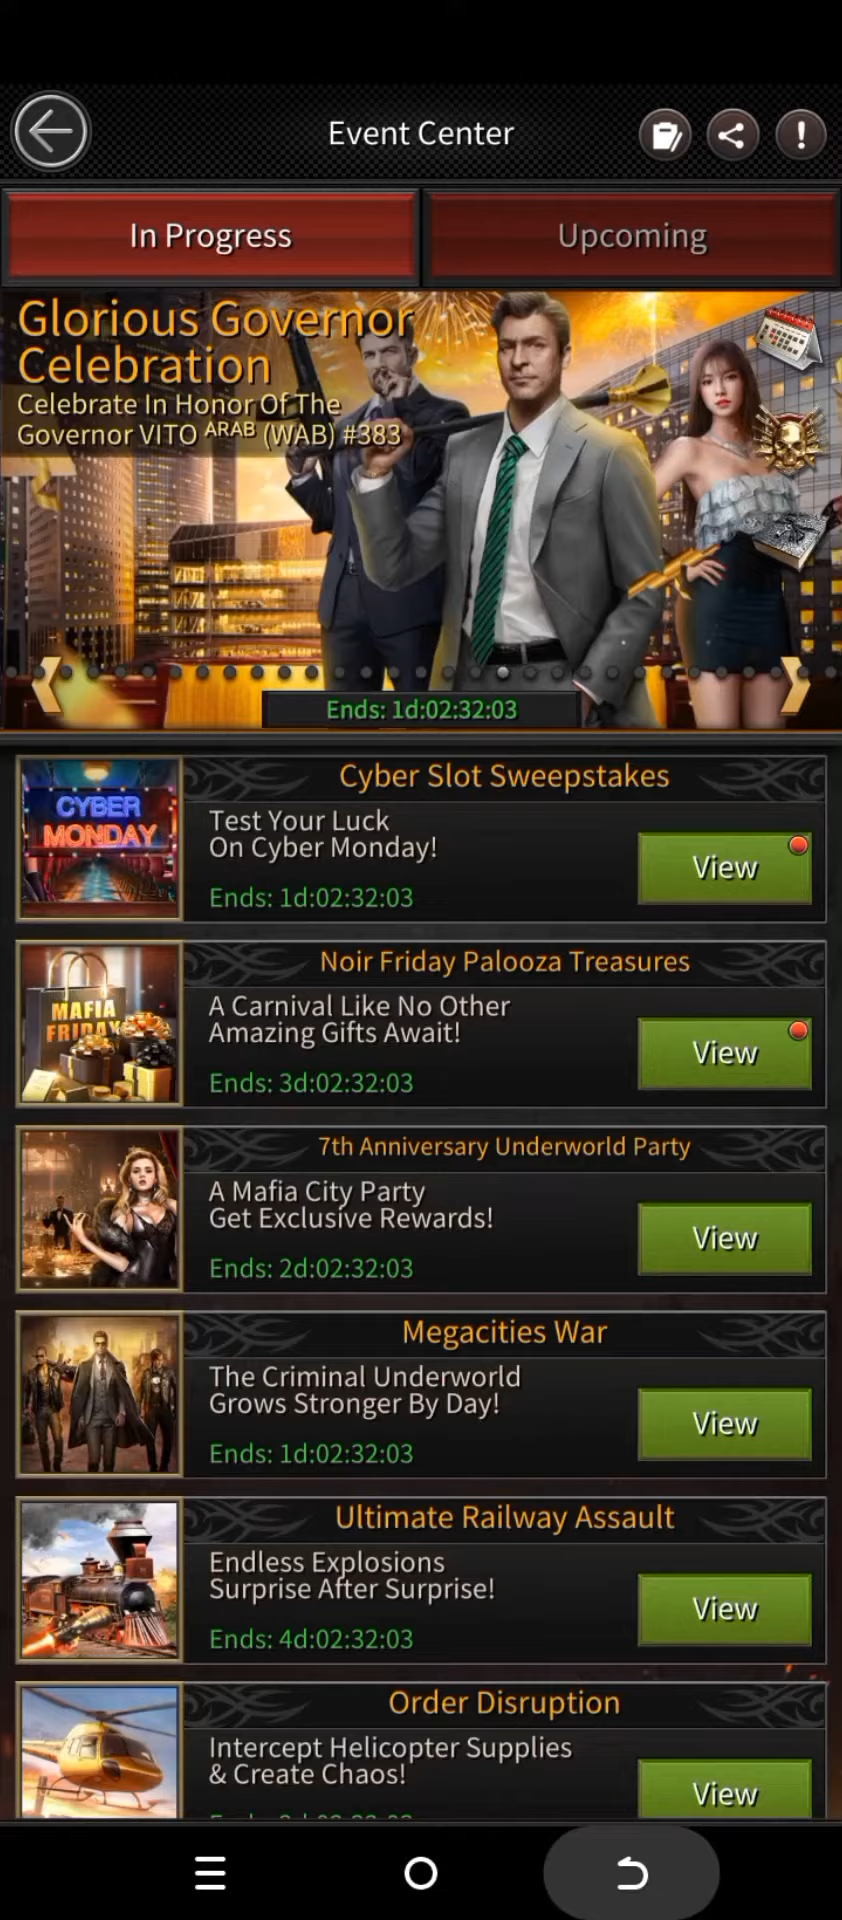 Event Center
In Progress
Upcoming
Glorious Governor
Celebration
Celebrate In Honor Of The
Governor VITO ᴬᴿᴬᴮ (WAB) #383
Ends: 1d:02:32:03
Cyber Slot Sweepstakes
CYBER
MONDAY
Test Your Luck
On Cyber Monday!
View
Ends: 1d:02:32:03
Noir Friday Palooza Treasures
MAFIA
FRIDAY
A Carnival Like No Other
Amazing Gifts Await!
View
Ends: 3d:02:32:03
7th Anniversary Underworld Party
A Mafia City Party
Get Exclusive Rewards!
View
Ends: 2d:02:32:03
Megacities War
The Criminal Underworld
Grows Stronger By Day!
View
Ends: 1d:02:32:03
Ultimate Railway Assault
Endless Explosions
Surprise After Surprise!
View
Ends: 4d:02:32:03
Order Disruption
Intercept Helicopter Supplies
& Create Chaos!
View